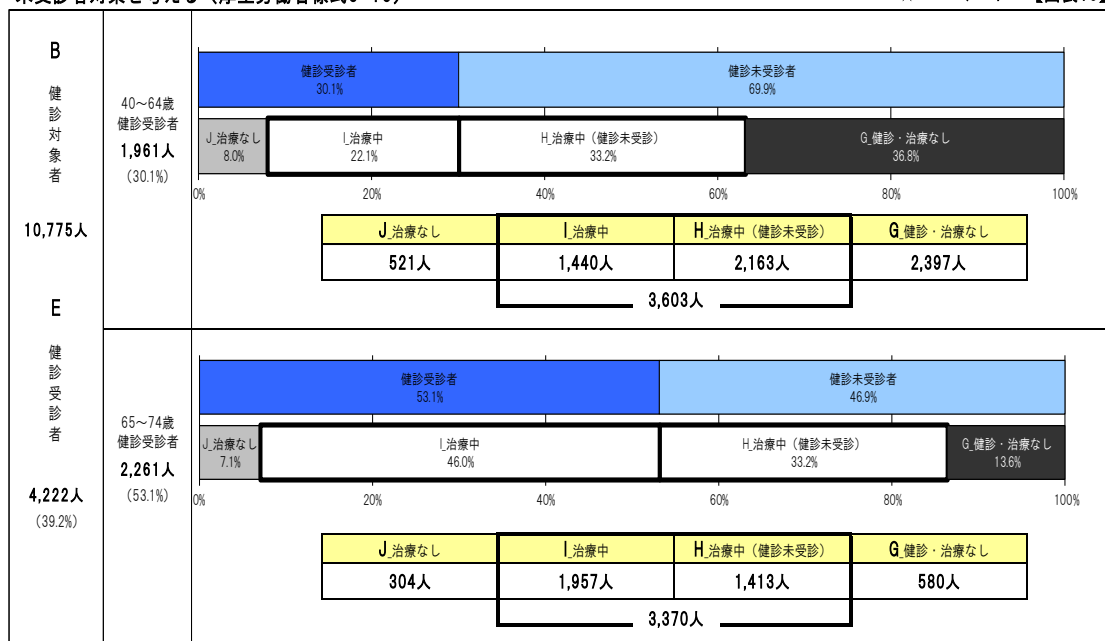 B
健診対象者
10,775人
E
健診受診者
4,222人
(39.2%)
40～64歳
健診受診者
1,961人
(30.1%)
健診受診者
30.1%
健診未受診者
69.9%
J_治療なし
8.0%
I_治療中
22.1%
H_治療中（健診未受診）
33.2%
G_健診・治療なし
36.8%
0% 20% 40% 60% 80% 100%
J_治療なし I_治療中 H_治療中（健診未受診） G_健診・治療なし
521人 1,440人 2,163人 2,397人
3,603人
65～74歳
健診受診者
2,261人
(53.1%)
健診受診者
53.1%
健診未受診者
46.9%
J_治療なし
7.1%
I_治療中
46.0%
H_治療中（健診未受診）
33.2%
G_健診・治療なし
13.6%
0% 20% 40% 60% 80% 100%
J_治療なし I_治療中 H_治療中（健診未受診） G_健診・治療なし
304人 1,957人 1,413人 580人
3,370人